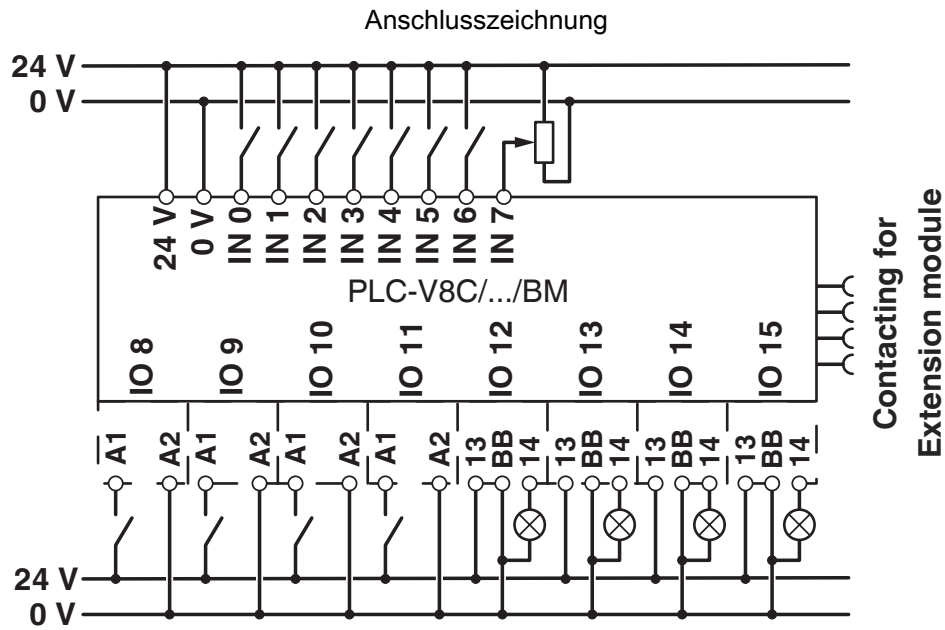 Anschlusszeichnung
24 V
0 V
24 V
0 V
IN 0
IN 1
IN 2
IN 3
IN 4
IN 5
IN 6
IN 7
PLC-V8C/.../BM
Contacting for
Extension module
IO 8
IO 9
IO 10
IO 11
IO 12
IO 13
IO 14
IO 15
A1
A2
A1
A2
A1
A2
A1
A2
13
BB
14
13
BB
14
13
BB
14
13
BB
14
24 V
0 V